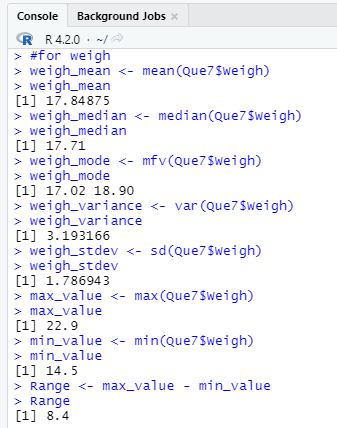 Console Background Jobs ×
R R 4.2.0 · ~/
> #for weigh
> weigh_mean <- mean(Que7$Weigh)
> weigh_mean
[1] 17.84875
> weigh_median <- median(Que7$Weigh)
> weigh_median
[1] 17.71
> weigh_mode <- mfv(Que7$Weigh)
> weigh_mode
[1] 17.02 18.90
> weigh_variance <- var(Que7$Weigh)
> weigh_variance
[1] 3.193166
> weigh_stdev <- sd(Que7$Weigh)
> weigh_stdev
[1] 1.786943
> max_value <- max(Que7$Weigh)
> max_value
[1] 22.9
> min_value <- min(Que7$Weigh)
> min_value
[1] 14.5
> Range <- max_value - min_value
> Range
[1] 8.4